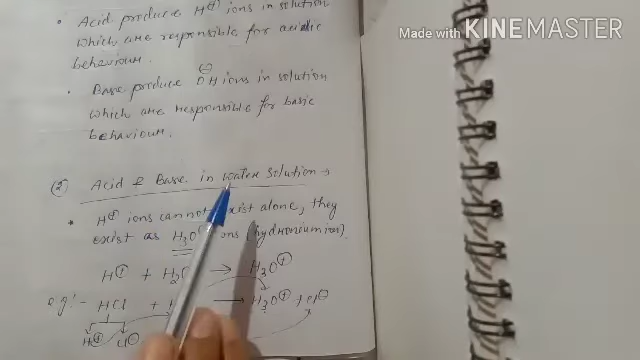 • Acid produce H⊕ ions in solution
which are responsible for acidic
behaviour.
• Base produce O⊖H ions in solution
which are responsible for basic
behaviour.
(2) Acid & Base in water solution →
* H⊕ ions cannot exist alone, they
exist as H₃O ions (hydronium ion).
H⊕ + H₂O → H₃O⊕
e.g:- HCl + → H₃O⊕ + Cl⊖
H⊕ Cl⊖
Made with KINEMASTER